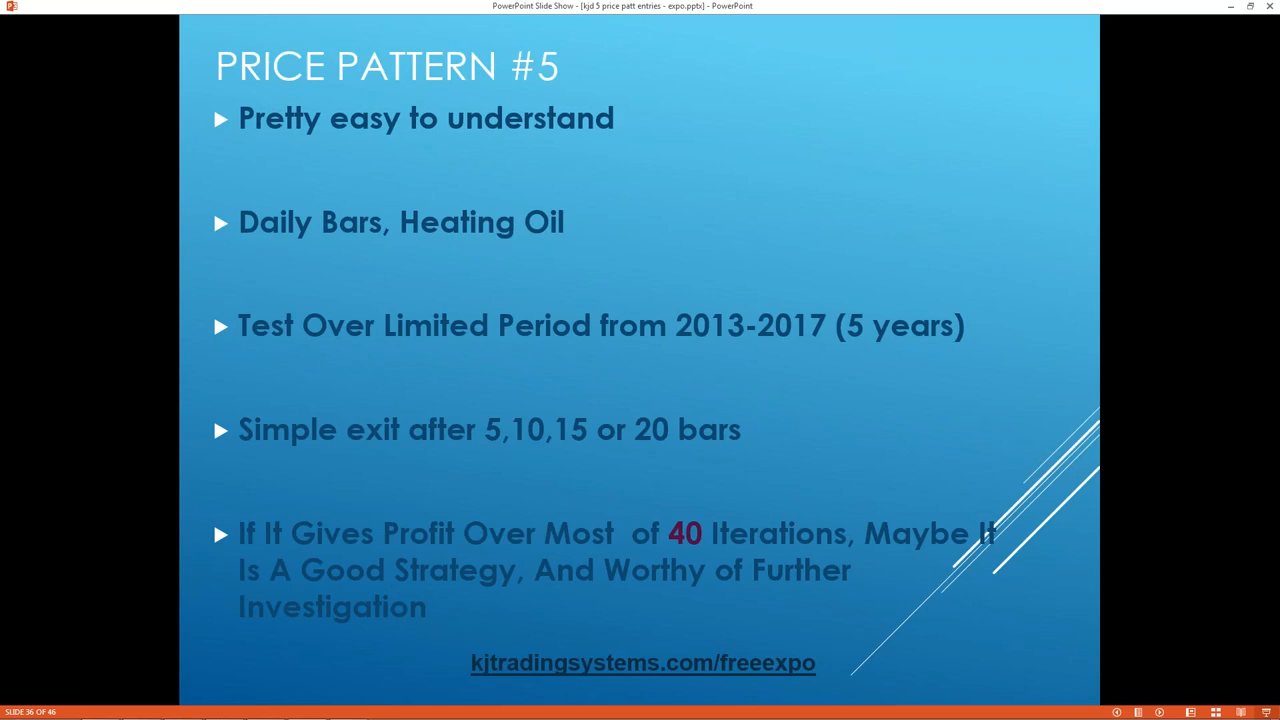 PowerPoint Slide Show - [kjd 5 price patt entries - expo.pptx] - PowerPoint
PRICE PATTERN #5
Pretty easy to understand
Daily Bars, Heating Oil
Test Over Limited Period from 2013-2017 (5 years)
Simple exit after 5,10,15 or 20 bars
If It Gives Profit Over Most of 40 Iterations, Maybe It
Is A Good Strategy, And Worthy of Further
Investigation
kjtradingsystems.com/freeexpo
SLIDE 36 OF 46